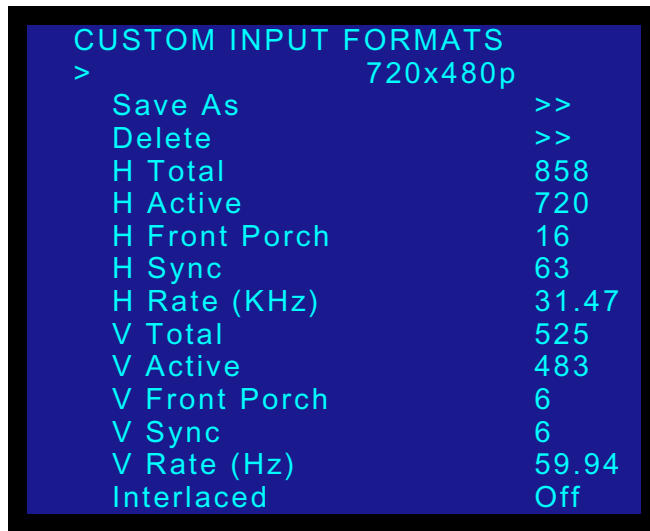 CUSTOM INPUT FORMATS
> 720x480p
Save As >>
Delete >>
H Total 858
H Active 720
H Front Porch 16
H Sync 63
H Rate (KHz) 31.47
V Total 525
V Active 483
V Front Porch 6
V Sync 6
V Rate (Hz) 59.94
Interlaced Off